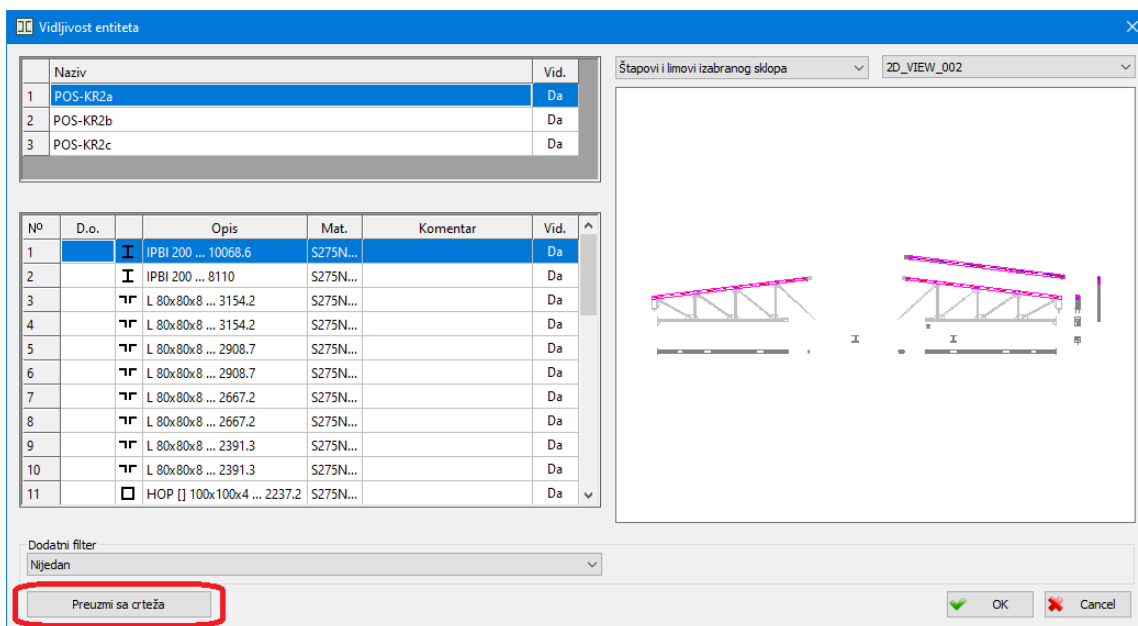 Vidljivost entiteta
Naziv Vid.
1 POS-KR2a Da
2 POS-KR2b Da
3 POS-KR2c Da
Štapovi i limovi izabranog sklopa 2D_VIEW_002
Nº D.o. Opis Mat. Komentar Vid.
1 IPBI 200 ... 10068.6 S275N... Da
2 IPBI 200 ... 8110 S275N... Da
3 L 80x80x8 ... 3154.2 S275N... Da
4 L 80x80x8 ... 3154.2 S275N... Da
5 L 80x80x8 ... 2908.7 S275N... Da
6 L 80x80x8 ... 2908.7 S275N... Da
7 L 80x80x8 ... 2667.2 S275N... Da
8 L 80x80x8 ... 2667.2 S275N... Da
9 L 80x80x8 ... 2391.3 S275N... Da
10 L 80x80x8 ... 2391.3 S275N... Da
11 HOP [] 100x100x4 ... 2237.2 S275N... Da
Dodatni filter
Nijedan
Preuzmi sa crteža OK Cancel